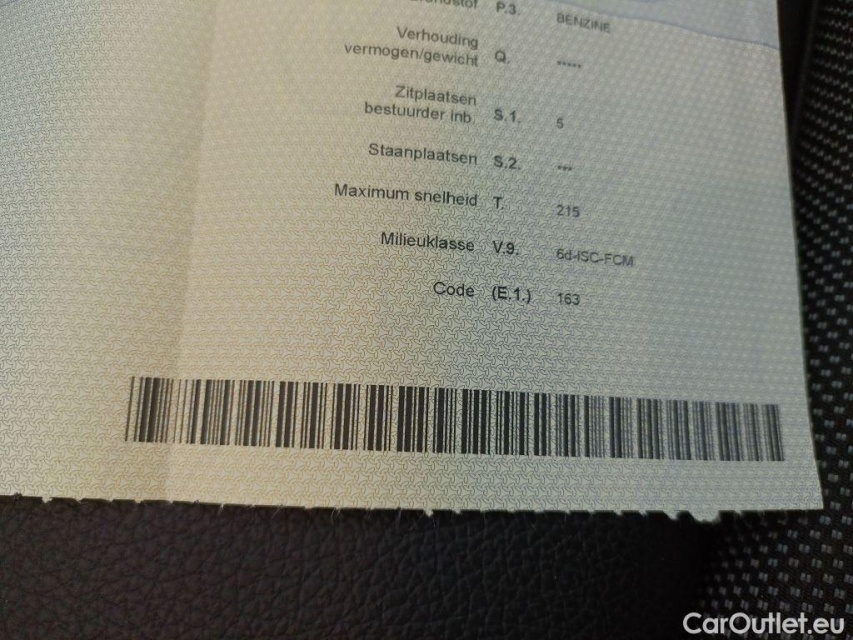 P.3. BENZINE
Verhouding
vermogen/gewicht Q. -----
Zitplaatsen
bestuurder inb. S.1. 5
Staanplaatsen S.2. ---
Maximum snelheid T. 215
Milieuklasse V.9. 6d-ISC-FCM
Code (E.1.) 163
CarOutlet.eu